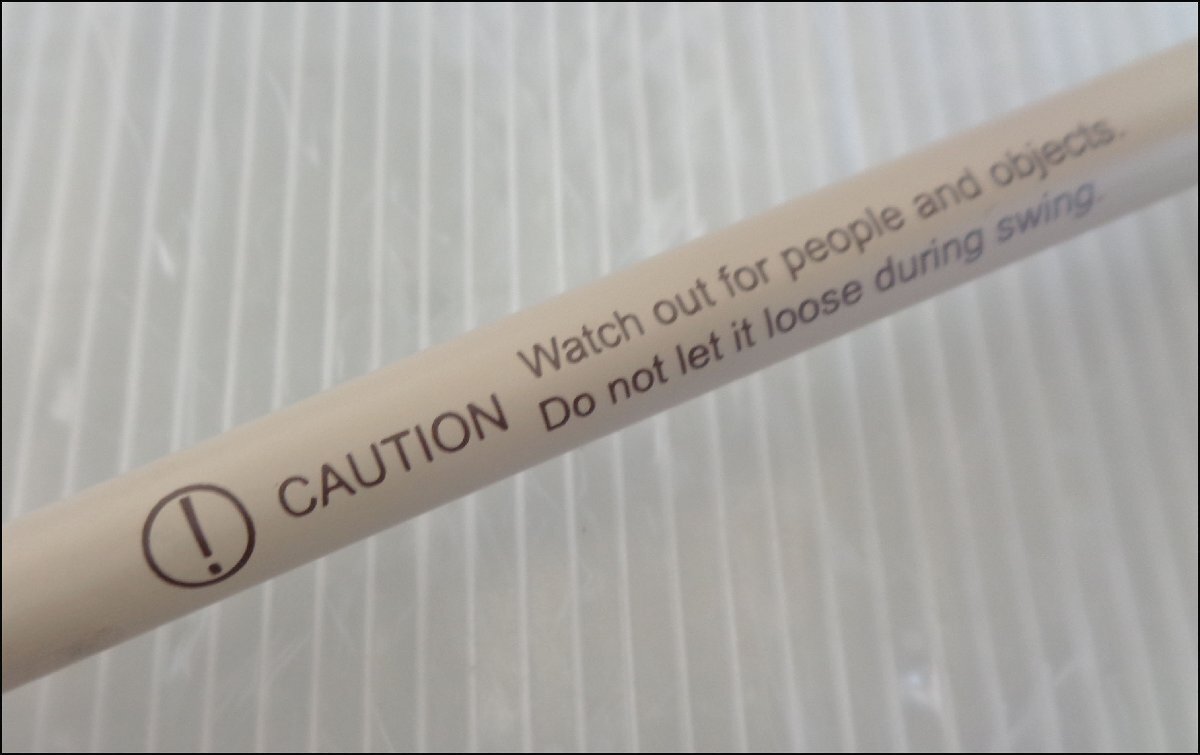 CAUTION
Watch out for people and objects.
Do not let it loose during swing.